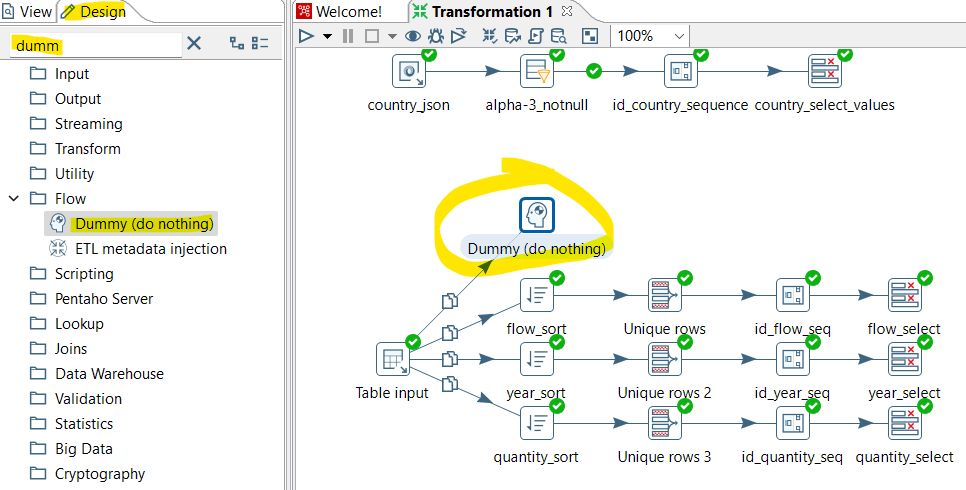 View
Design
dumm
Input
Output
Streaming
Transform
Utility
Flow
Dummy (do nothing)
ETL metadata injection
Scripting
Pentaho Server
Lookup
Joins
Data Warehouse
Validation
Statistics
Big Data
Cryptography
Welcome!
Transformation 1
100%
country_json
alpha-3_notnull
id_country_sequence
country_select_values
Dummy (do nothing)
flow_sort
Unique rows
id_flow_seq
flow_select
Table input
year_sort
Unique rows 2
id_year_seq
year_select
quantity_sort
Unique rows 3
id_quantity_seq
quantity_select